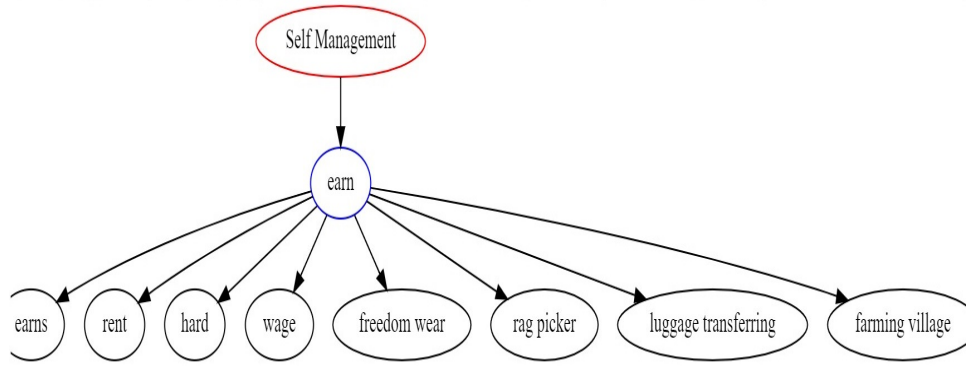 Self Management
earn
earns rent hard wage freedom wear rag picker luggage transferring farming village